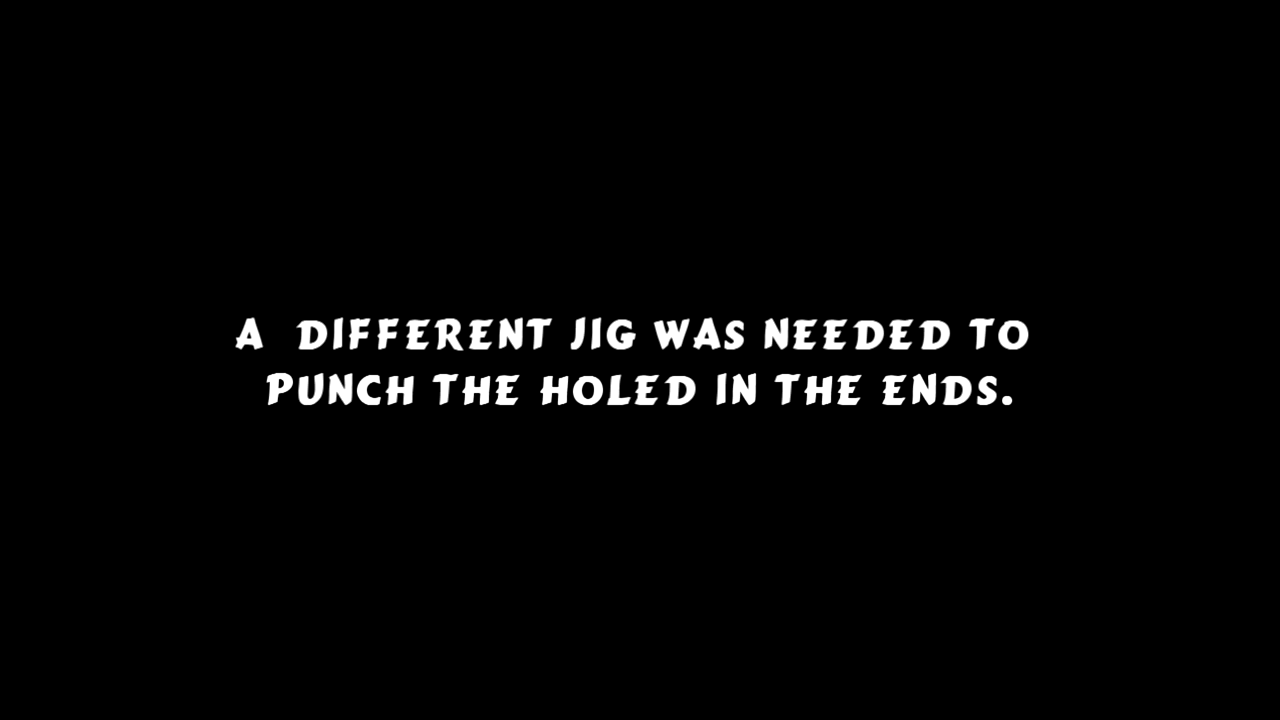 A  DIFFERENT JIG WAS NEEDED TO
PUNCH THE HOLED IN THE ENDS.